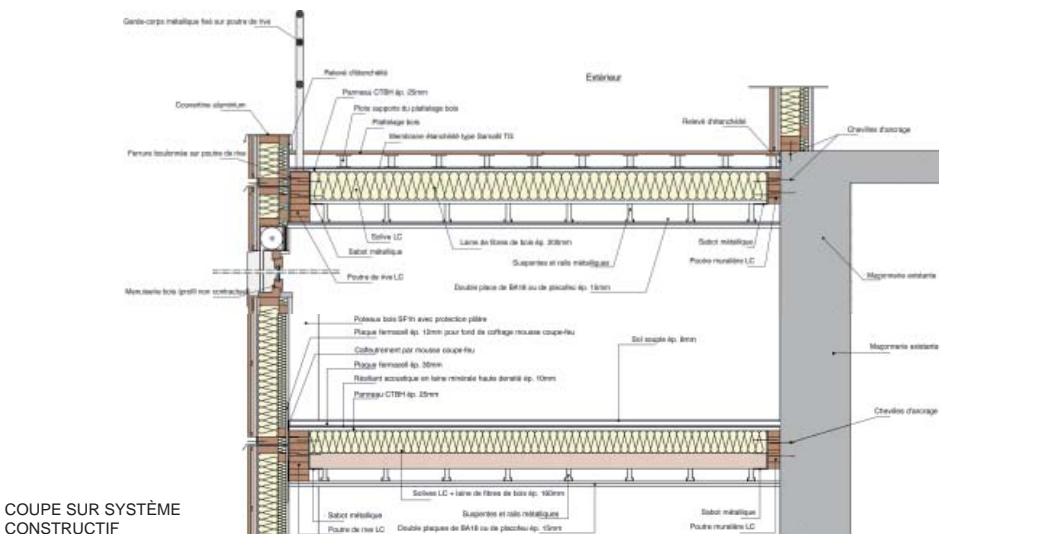 Garde-corps métallique fixé sur poutre de rive
Extérieur
Relevé d'étanchéité
Panneau CTBH ép. 25mm
Couvertine aluminium
Plots supports du platelage bois
Platelage bois
Membrane étanchéité type Sarnafil TG
Relevé d'étanchéité
Chevilles d'ancrage
Ferrure boulonnée sur poutre de rive
Solive LC
Laine de fibres de bois ép. 200mm
Sabot métallique
Sabot métallique
Suspentes et rails métalliques
Poutre muralière LC
Poutre de rive LC
Maçonnerie existante
Menuiserie bois (profil non contractuel)
Double place de BA18 ou de placofeu ép. 15mm
Poteaux bois SF1h avec protection plâtre
Plaque fermacell ép. 12mm pour fond de coffrage mousse coupe-feu
Sol souple ép. 8mm
Maçonnerie existante
Calfeutrement par mousse coupe-feu
Plaque fermacell ép. 30mm
Résiliant acoustique en laine minérale haute densité ép. 10mm
Panneau CTBH ép. 25mm
Chevilles d'ancrage
Solives LC + laine de fibres de bois ép. 160mm
COUPE SUR SYSTÈME
CONSTRUCTIF
Sabot métallique
Suspentes et rails métalliques
Sabot métallique
Poutre de rive LC
Double plaques de BA18 ou de placofeu ép. 15mm
Poutre muralière LC